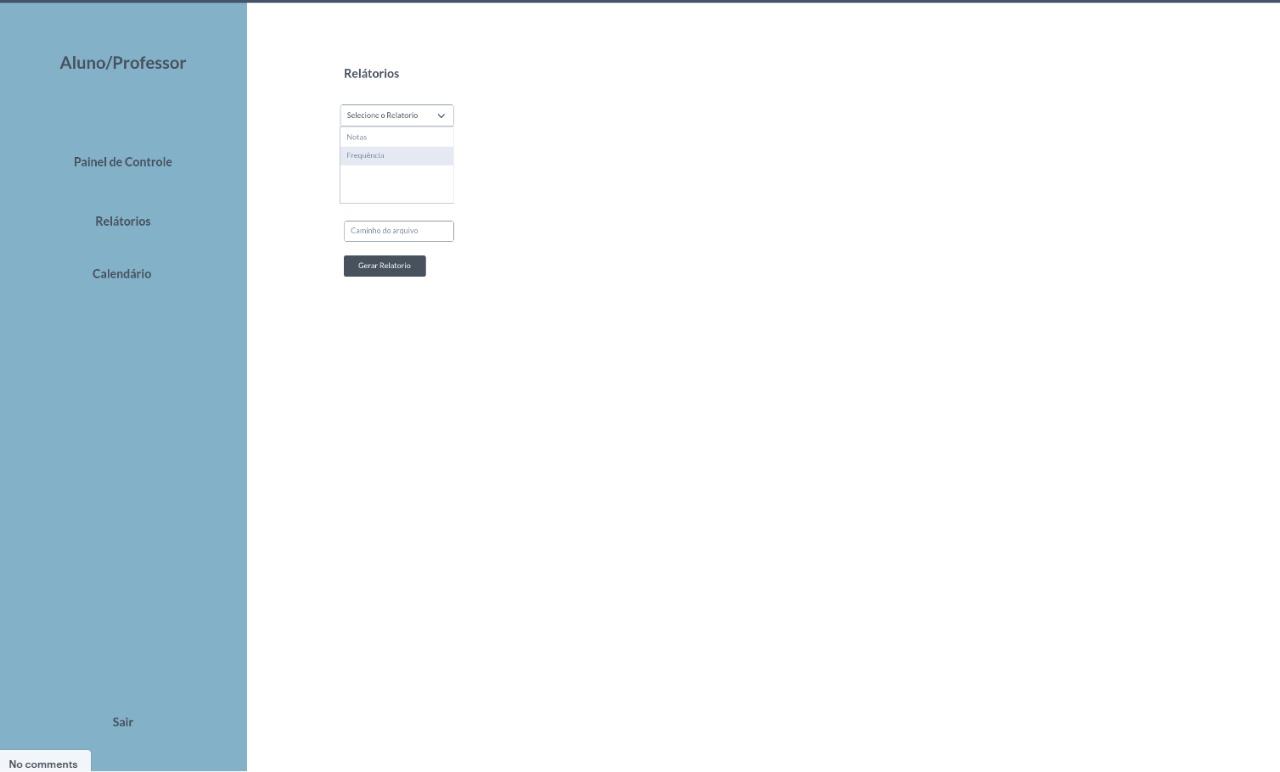 Aluno/Professor
Painel de Controle
Relátorios
Calendário
Sair
No comments
Relátorios
Selecione o Relatorio
Notas
Frequência
Caminho do arquivo
Gerar Relatorio